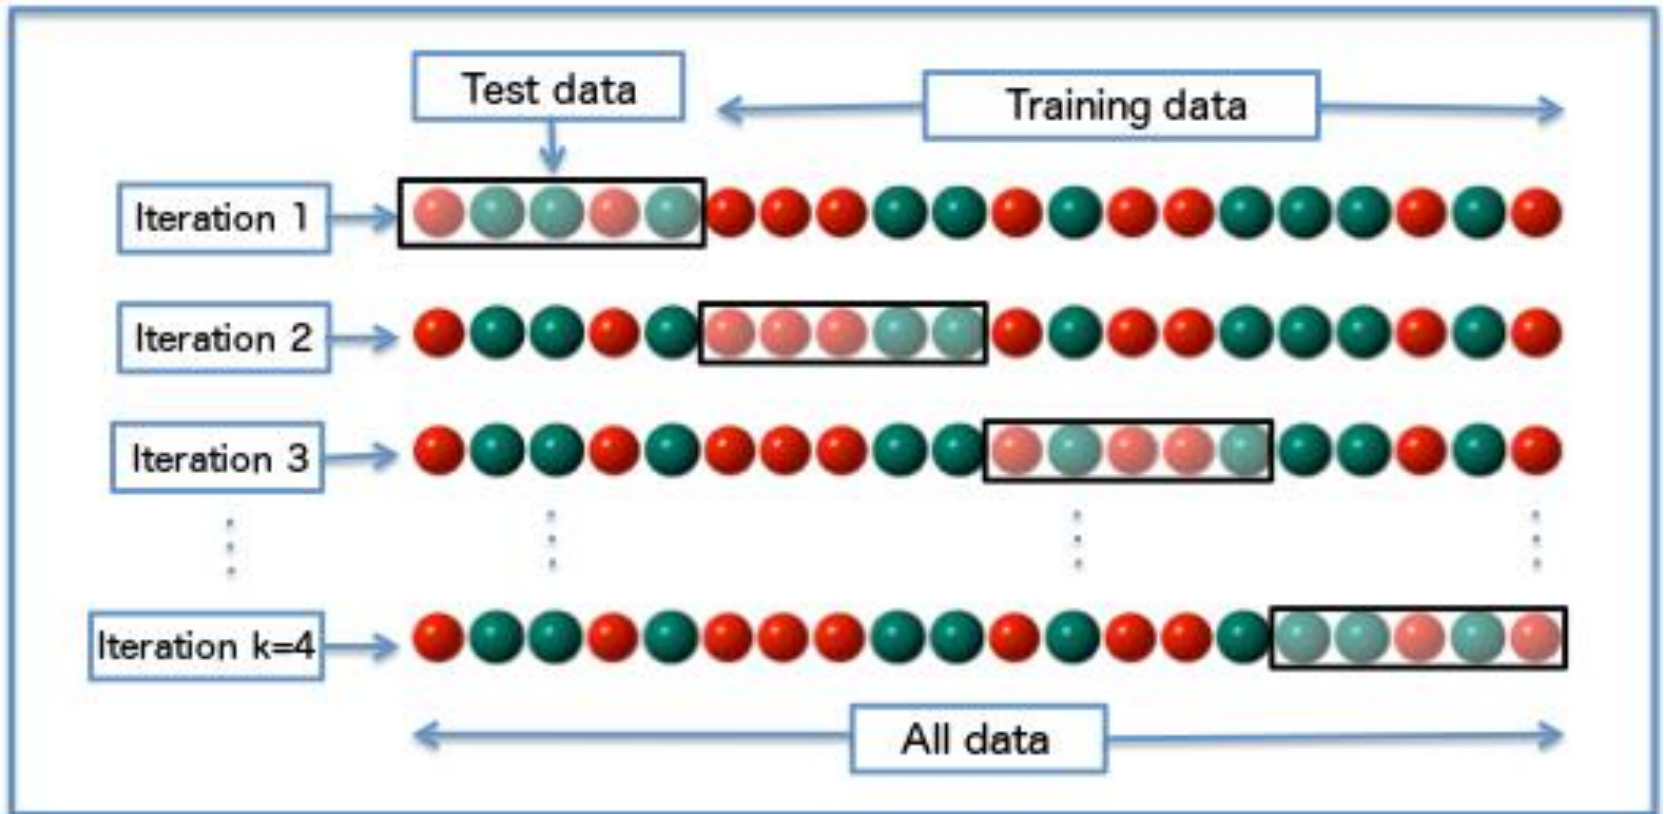 Test data
Training data
Iteration 1
Iteration 2
Iteration 3
Iteration k=4
All data